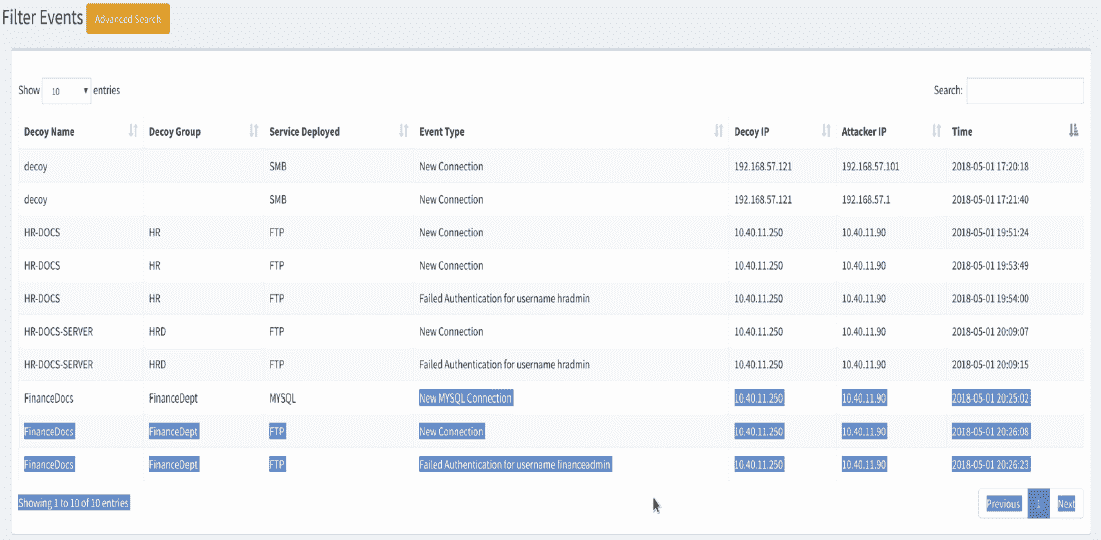 Filter Events Advanced Search
Show 10 entries Search:
Decoy Name Decoy Group Service Deployed Event Type Decoy IP Attacker IP Time
decoy SMB New Connection 192.168.57.121 192.168.57.101 2018-05-01 17:20:18
decoy SMB New Connection 192.168.57.121 192.168.57.1 2018-05-01 17:21:40
HR-DOCS HR FTP New Connection 10.40.11.250 10.40.11.90 2018-05-01 19:51:24
HR-DOCS HR FTP New Connection 10.40.11.250 10.40.11.90 2018-05-01 19:53:49
HR-DOCS HR FTP Failed Authentication for username hradmin 10.40.11.250 10.40.11.90 2018-05-01 19:54:00
HR-DOCS-SERVER HRD FTP New Connection 10.40.11.250 10.40.11.90 2018-05-01 20:09:07
HR-DOCS-SERVER HRD FTP Failed Authentication for username hradmin 10.40.11.250 10.40.11.90 2018-05-01 20:09:15
FinanceDocs FinanceDept MYSQL New MYSQL Connection 10.40.11.250 10.40.11.90 2018-05-01 20:25:02
FinanceDocs FinanceDept FTP New Connection 10.40.11.250 10.40.11.90 2018-05-01 20:26:08
FinanceDocs FinanceDept FTP Failed Authentication for username financeadmin 10.40.11.250 10.40.11.90 2018-05-01 20:26:23
Showing 1 to 10 of 10 entries Previous 1 Next